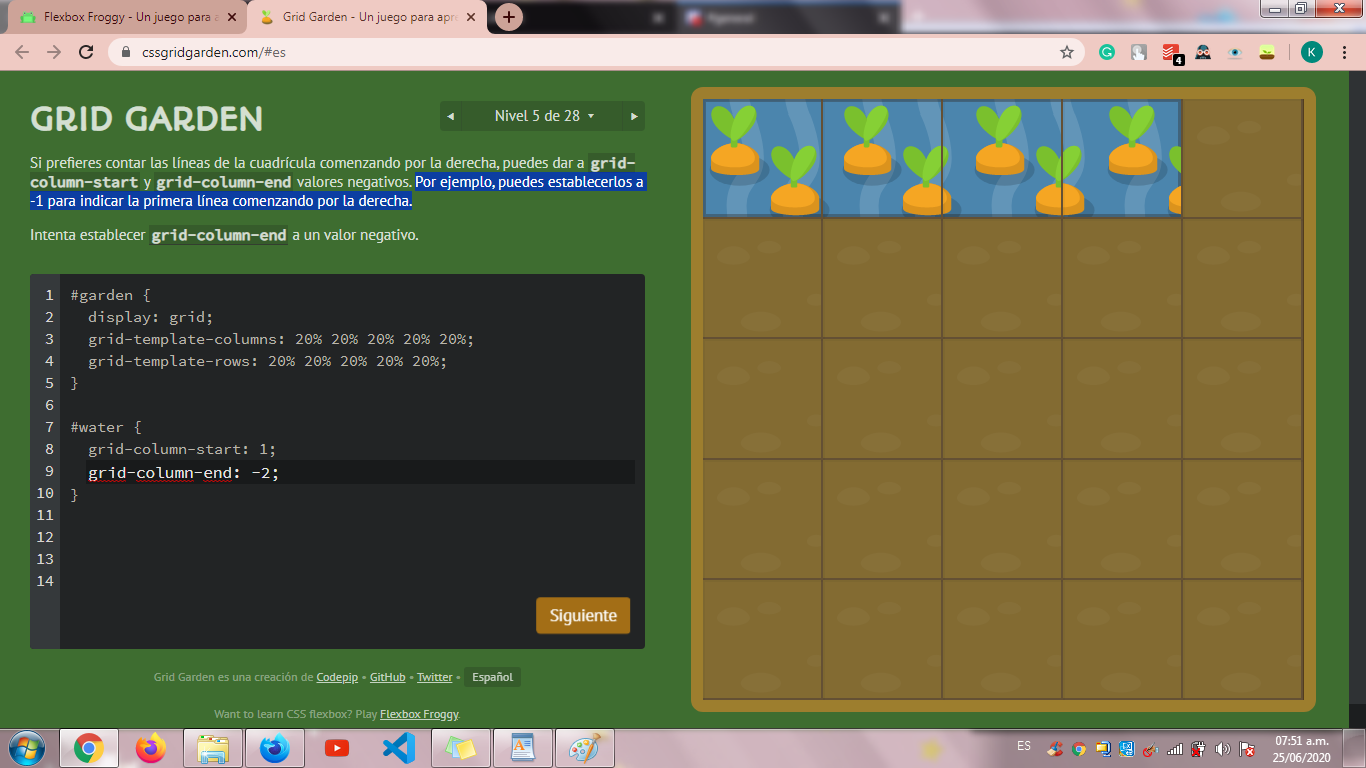 Flexbox Froggy - Un juego para a
Grid Garden - Un juego para apre
cssgridgarden.com/#es
4
K
GRID GARDEN
◄ Nivel 5 de 28 ▾ ►
Si prefieres contar las líneas de la cuadrícula comenzando por la derecha, puedes dar a grid-
column-start y grid-column-end valores negativos. Por ejemplo, puedes establecerlos a
-1 para indicar la primera línea comenzando por la derecha.
Intenta establecer grid-column-end a un valor negativo.
1 #garden {
2 display: grid;
3 grid-template-columns: 20% 20% 20% 20% 20%;
4 grid-template-rows: 20% 20% 20% 20% 20%;
5 }
6
7 #water {
8 grid-column-start: 1;
9 grid-column-end: -2;
10 }
11
12
13
14
Siguiente
Grid Garden es una creación de Codepip • GitHub • Twitter • Español
Want to learn CSS flexbox? Play Flexbox Froggy.
ES
07:51 a.m.
25/06/2020